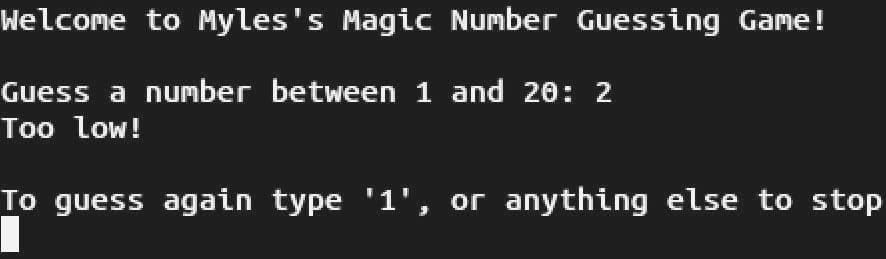 Welcome to Myles's Magic Number Guessing Game!
Guess a number between 1 and 20: 2
Too low!
To guess again type '1', or anything else to stop